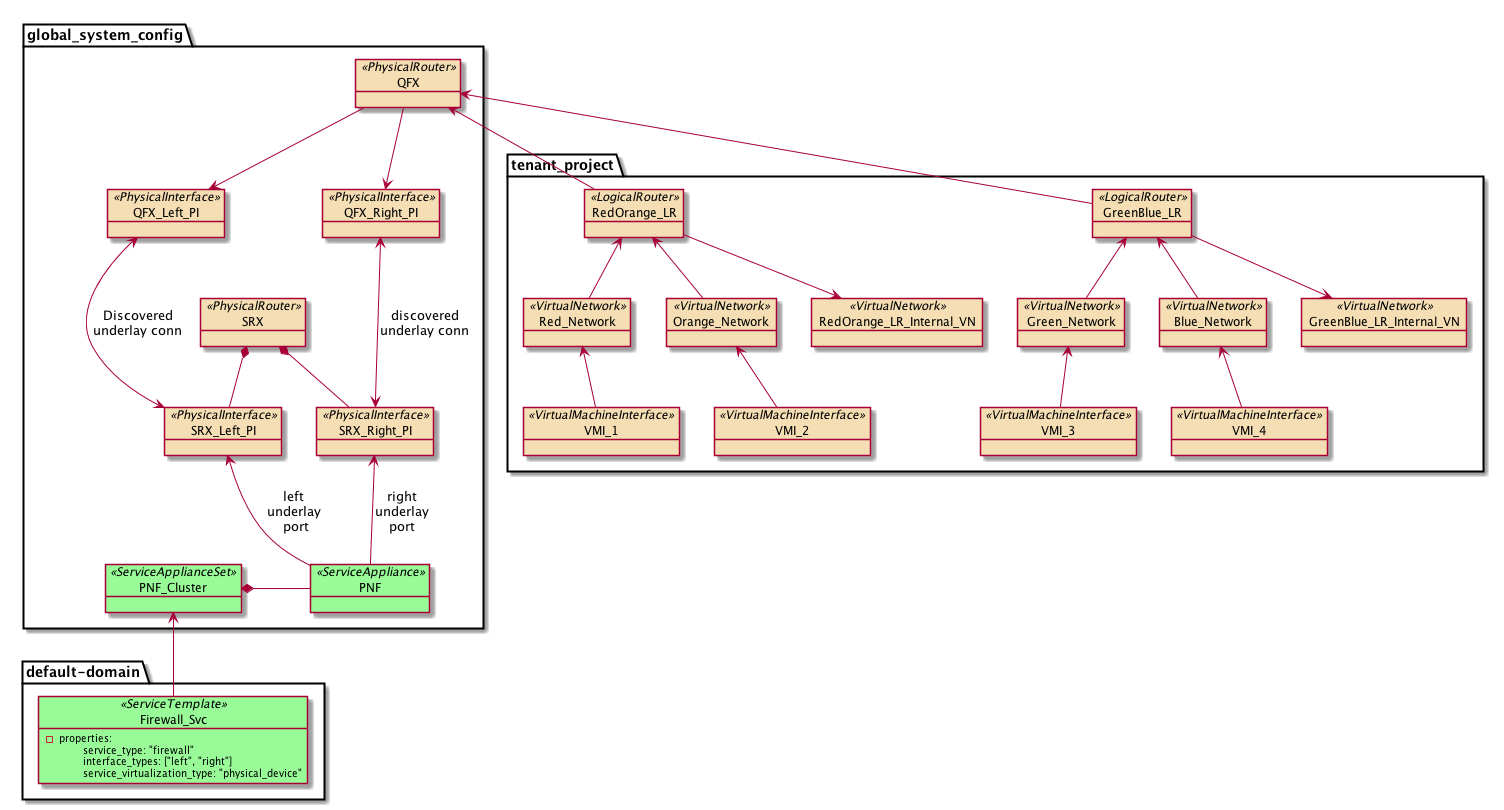 global_system_config
«PhysicalRouter»
QFX
tenant_project
«PhysicalInterface»
QFX_Left_PI
«PhysicalInterface»
QFX_Right_PI
«LogicalRouter»
RedOrange_LR
«LogicalRouter»
GreenBlue_LR
Discovered
underlay conn
«PhysicalRouter»
SRX
discovered
underlay conn
«VirtualNetwork»
Red_Network
«VirtualNetwork»
Orange_Network
«VirtualNetwork»
RedOrange_LR_Internal_VN
«VirtualNetwork»
Green_Network
«VirtualNetwork»
Blue_Network
«VirtualNetwork»
GreenBlue_LR_Internal_VN
«PhysicalInterface»
SRX_Left_PI
«PhysicalInterface»
SRX_Right_PI
«VirtualMachineInterface»
VMI_1
«VirtualMachineInterface»
VMI_2
«VirtualMachineInterface»
VMI_3
«VirtualMachineInterface»
VMI_4
left
underlay
port
right
underlay
port
«ServiceApplianceSet»
PNF_Cluster
«ServiceAppliance»
PNF
default-domain
«ServiceTemplate»
Firewall_Svc
properties:
service_type: "firewall"
interface_types: ["left", "right"]
service_virtualization_type: "physical_device"